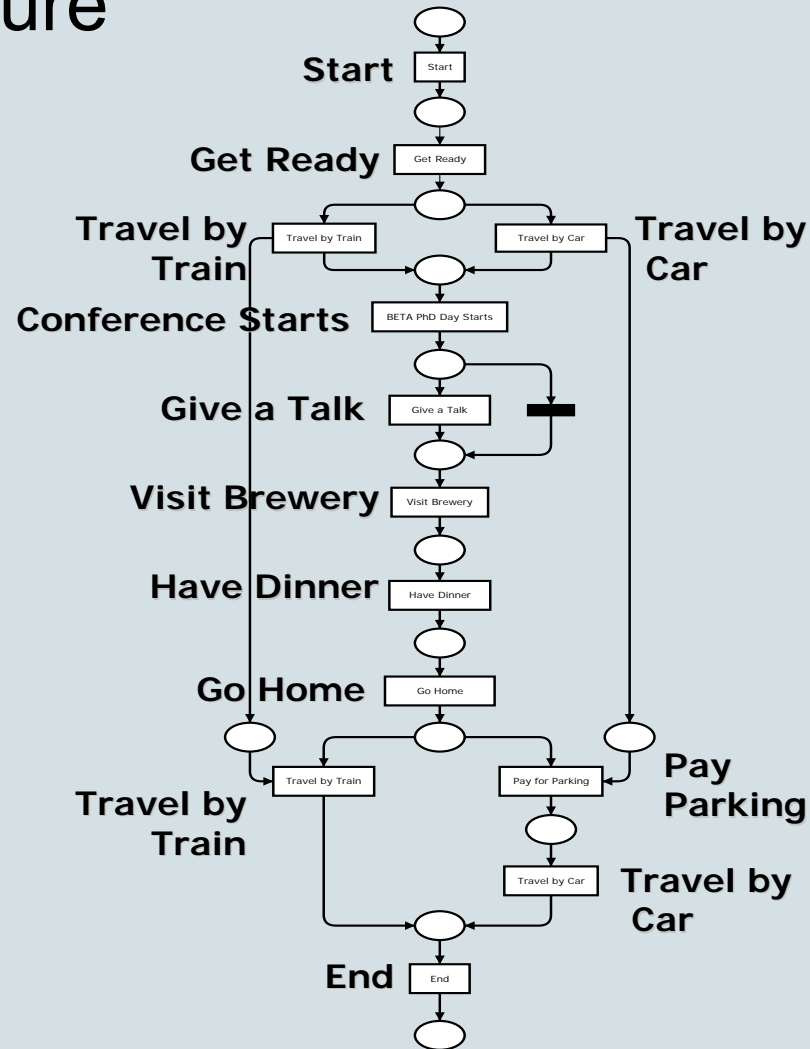 ure
Start
Start
Get Ready
Get Ready
Travel by
Train
Travel by Train
Travel by Car
Travel by
Car
Conference Starts
BETA PhD Day Starts
Give a Talk
Give a Talk
Visit Brewery
Visit Brewery
Have Dinner
Have Dinner
Go Home
Go Home
Travel by Train
Pay for Parking
Pay
Parking
Travel by
Train
Travel by Car
Travel by
Car
End
End